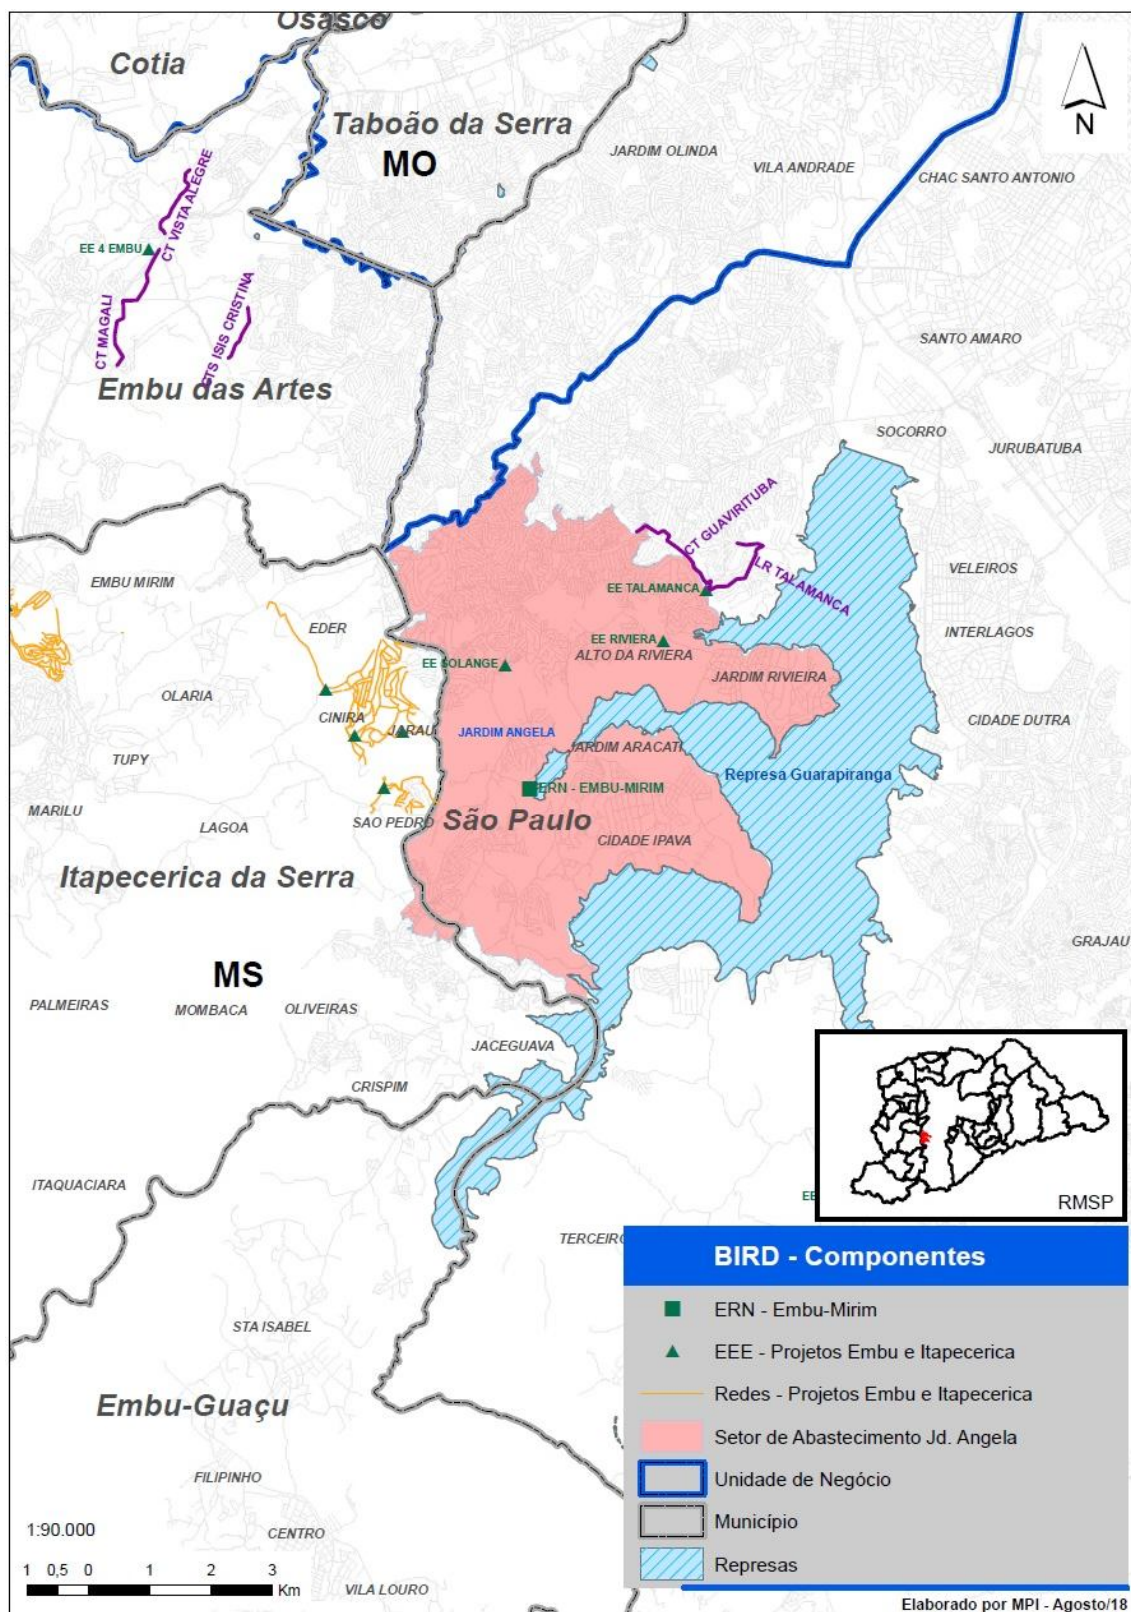 Osasco
Cotia
Taboão da Serra
MO
N
JARDIM OLINDA
VILA ANDRADE
CHAC SANTO ANTONIO
CT VISTA ALEGRE
EE 4 EMBU
CT MAGALI
CTS ISIS CRISTINA
SANTO AMARO
Embu das Artes
SOCORRO
JURUBATUBA
CT GUAVIRITUBA
LR TALAMANCA
EMBU MIRIM
EE TALAMANCA
VELEIROS
EDER
EE RIVIERA
INTERLAGOS
ALTO DA RIVIERA
EE SOLANGE
JARDIM RIVIEIRA
OLARIA
CINIRA
JARAU
JARDIM ANGELA
CIDADE DUTRA
JARDIM ARACATI
TUPY
Represa Guarapiranga
ERN - EMBU-MIRIM
MARILU
LAGOA
SAO PEDRO
São Paulo
CIDADE IPAVA
Itapecerica da Serra
GRAJAU
MS
PALMEIRAS
MOMBACA
OLIVEIRAS
JACEGUAVA
CRISPIM
ITAQUACIARA
EE
RMSP
TERCEIRO
BIRD - Componentes
ERN - Embu-Mirim
EEE - Projetos Embu e Itapecerica
Redes - Projetos Embu e Itapecerica
Setor de Abastecimento Jd. Angela
Unidade de Negócio
Município
Represas
STA ISABEL
Embu-Guaçu
FILIPINHO
CENTRO
VILA LOURO
1:90.000
1 0,5 0 1 2 3
Km
Elaborado por MPI - Agosto/18